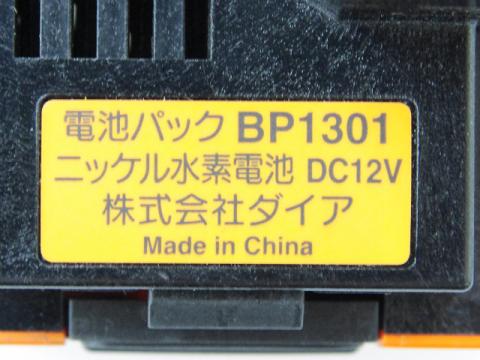 電池パック BP1301
ニッケル水素電池 DC12V
株式会社ダイア
Made in China